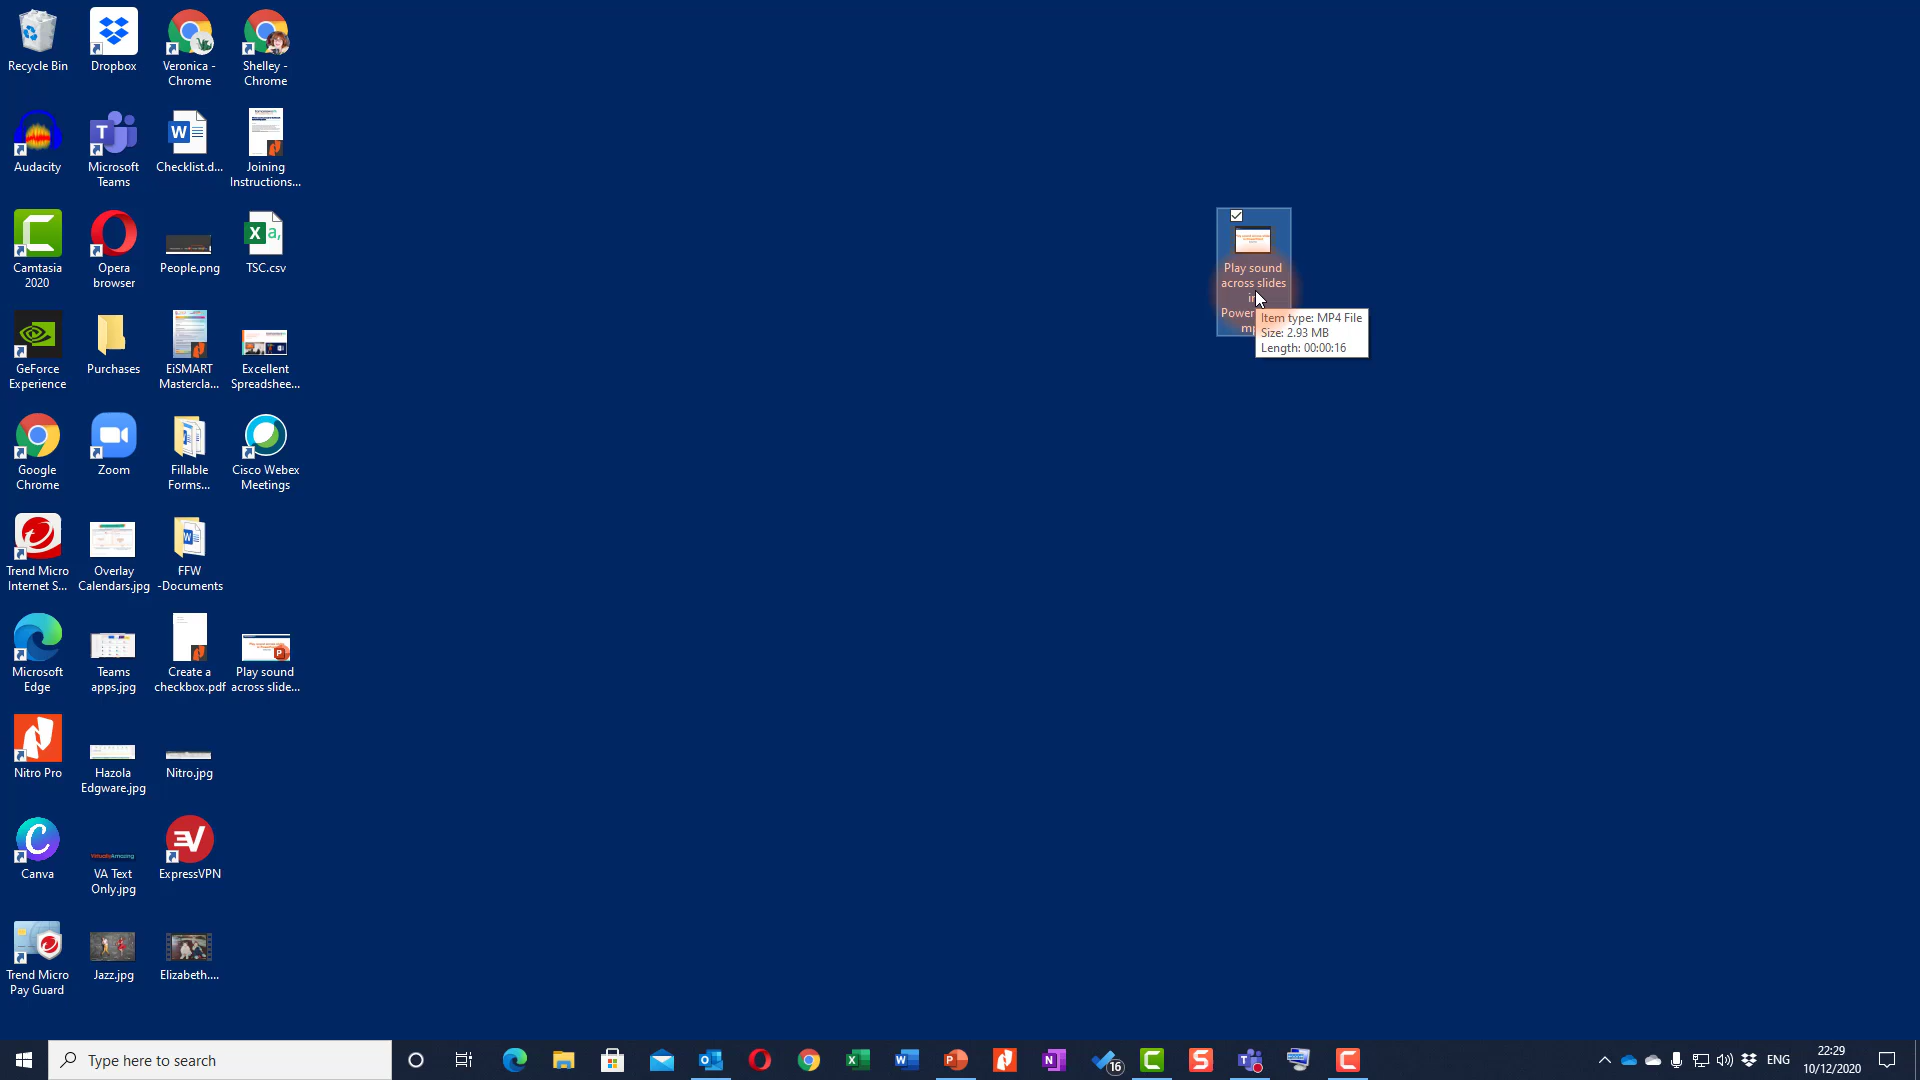 Recycle Bin
Dropbox
Veronica -
Chrome
Shelley -
Chrome
Audacity
Microsoft
Teams
Checklist.d...
Joining
Instructions...
Camtasia
2020
Opera
browser
People.png
TSC.csv
GeForce
Experience
Purchases
EiSMART
Mastercla...
Excellent
Spreadshee...
Google
Chrome
Zoom
Fillable
Forms...
Cisco Webex
Meetings
Trend Micro
Internet S...
Overlay
Calendars.jpg
FFW
-Documents
Microsoft
Edge
Teams
apps.jpg
Create a
checkbox.pdf
Play sound
across slide...
Nitro Pro
Hazola
Edgware.jpg
Nitro.jpg
Canva
VA Text
Only.jpg
ExpressVPN
Trend Micro
Pay Guard
Jazz.jpg
Elizabeth....
Play sound
across slides
Power
Item type: MP4 File
Size: 2.93 MB
Length: 00:00:16
Type here to search
16
ENG
22:29
10/12/2020